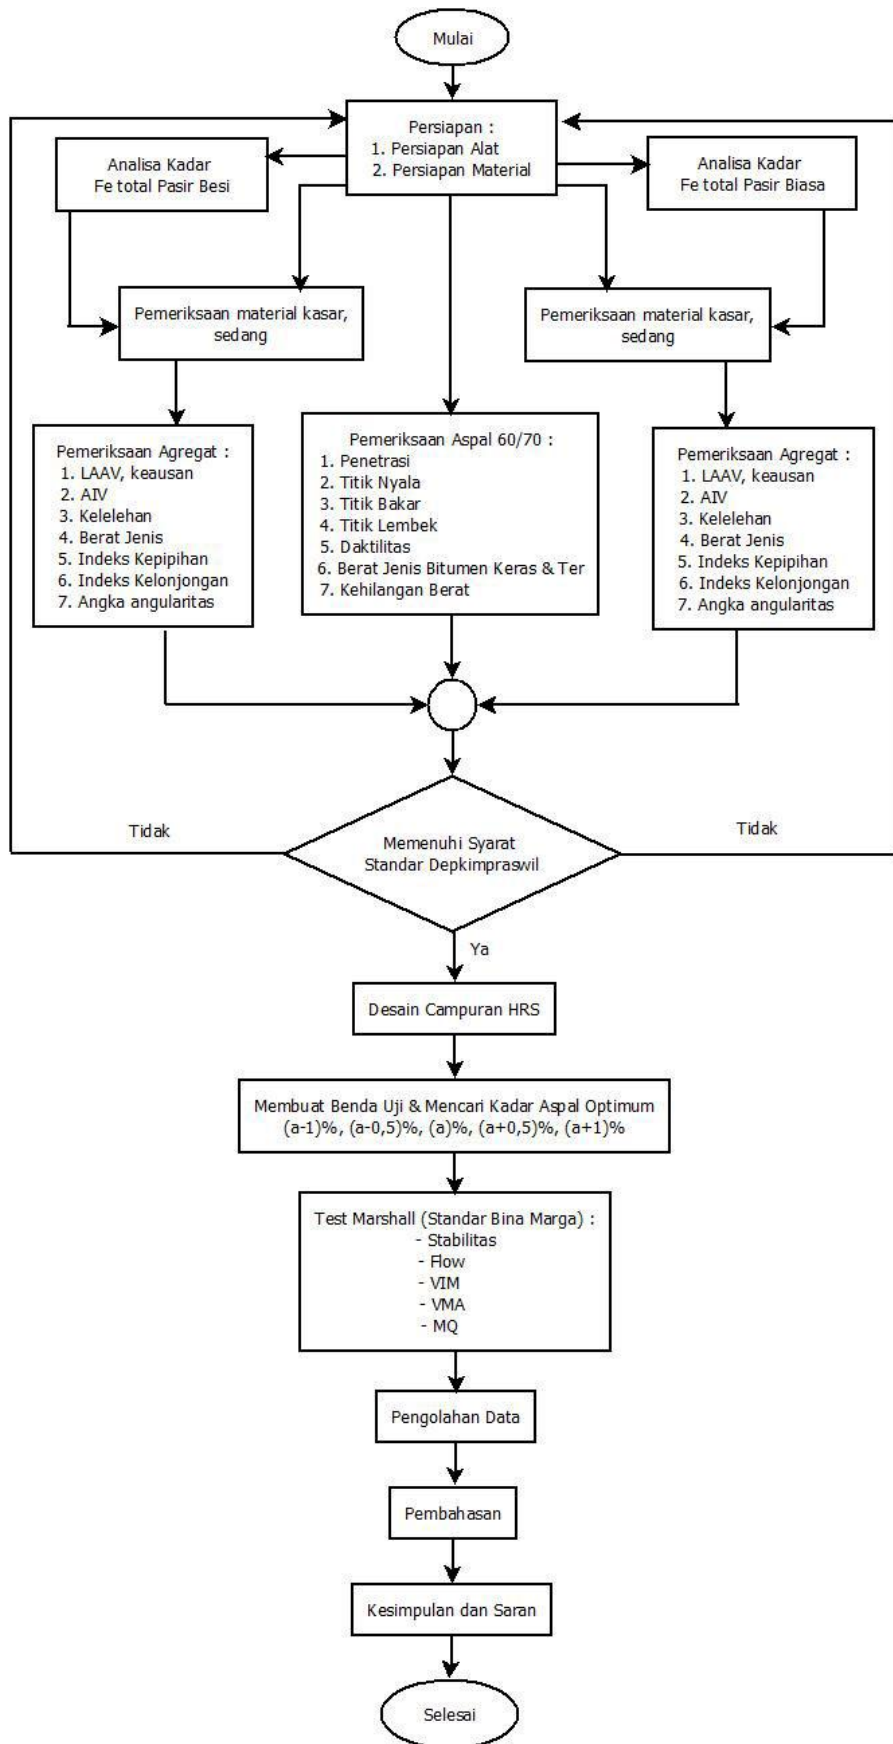 Mulai
Persiapan :
1. Persiapan Alat
2. Persiapan Material
Analisa Kadar
Fe total Pasir Besi
Analisa Kadar
Fe total Pasir Biasa
Pemeriksaan material kasar,
sedang
Pemeriksaan material kasar,
sedang
Pemeriksaan Agregat :
1. LAAV, keausan
2. AIV
3. Kelelehan
4. Berat Jenis
5. Indeks Kepipihan
6. Indeks Kelonjongan
7. Angka angularitas
Pemeriksaan Aspal 60/70 :
1. Penetrasi
2. Titik Nyala
3. Titik Bakar
4. Titik Lembek
5. Daktilitas
6. Berat Jenis Bitumen Keras & Ter
7. Kehilangan Berat
Pemeriksaan Agregat :
1. LAAV, keausan
2. AIV
3. Kelelehan
4. Berat Jenis
5. Indeks Kepipihan
6. Indeks Kelonjongan
7. Angka angularitas
Tidak
Memenuhi Syarat
Standar Depkimpraswil
Tidak
Ya
Desain Campuran HRS
Membuat Benda Uji & Mencari Kadar Aspal Optimum
(a-1)%, (a-0,5)%, (a)%, (a+0,5)%, (a+1)%
Test Marshall (Standar Bina Marga) :
- Stabilitas
- Flow
- VIM
- VMA
- MQ
Pengolahan Data
Pembahasan
Kesimpulan dan Saran
Selesai